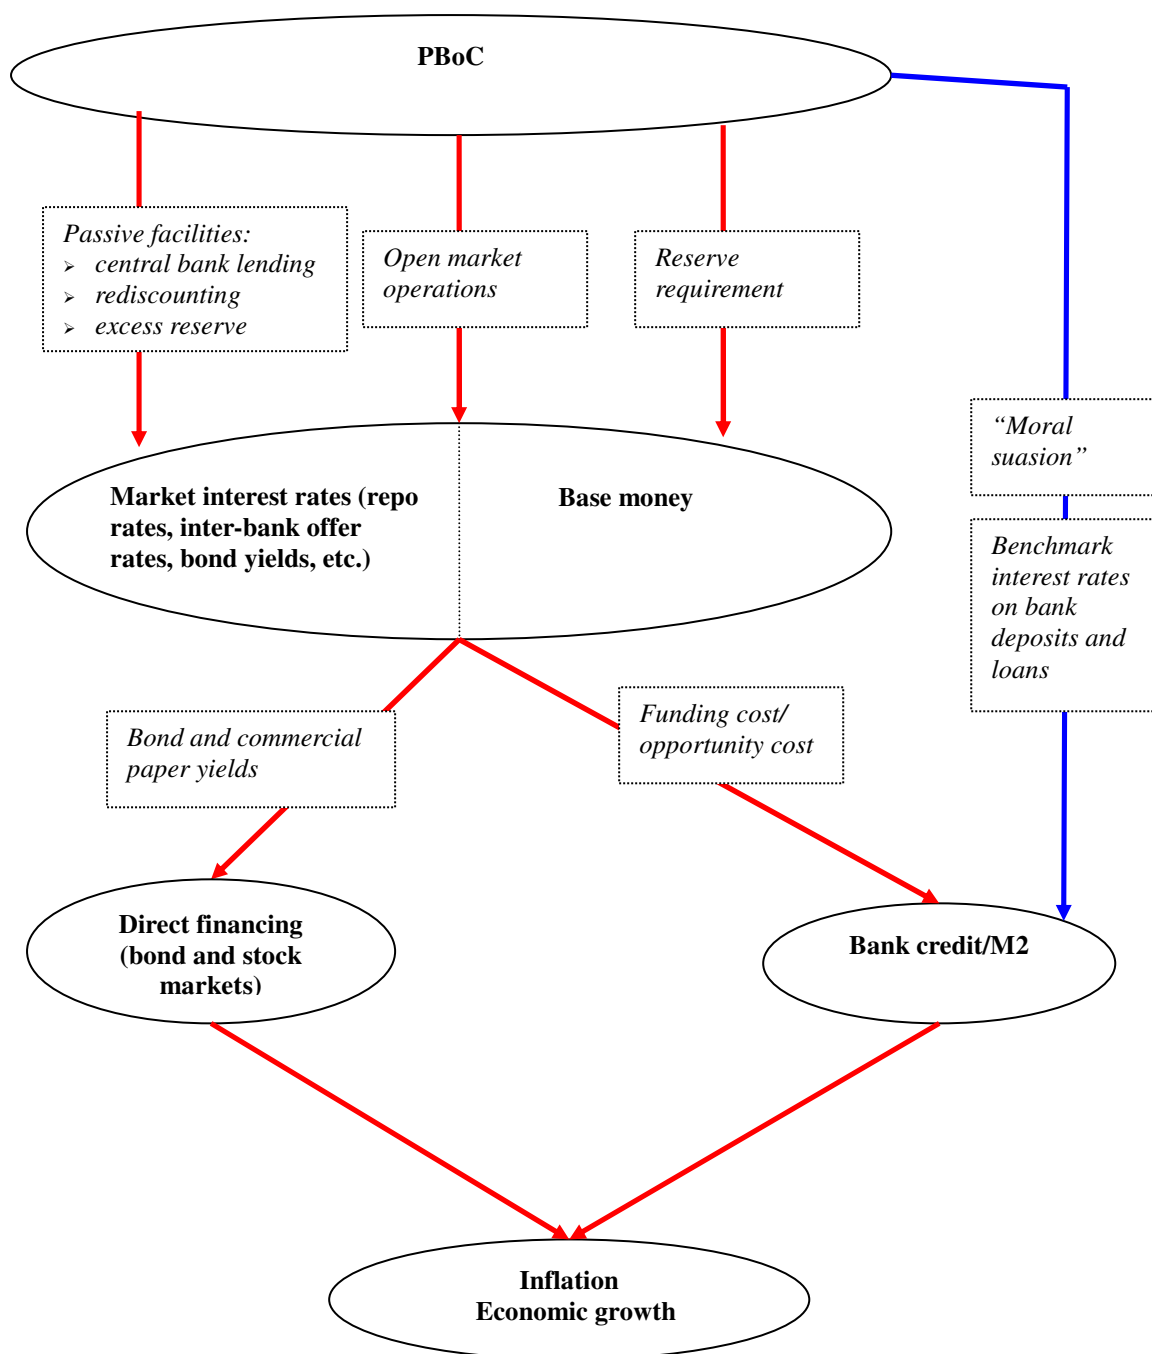 PBoC
Passive facilities:
➢ central bank lending
➢ rediscounting
➢ excess reserve
Open market
operations
Reserve
requirement
“Moral
suasion”
Market interest rates (repo
rates, inter-bank offer
rates, bond yields, etc.)
Base money
Benchmark
interest rates
on bank
deposits and
loans
Bond and commercial
paper yields
Funding cost/
opportunity cost
Direct financing
(bond and stock
markets)
Bank credit/M2
Inflation
Economic growth